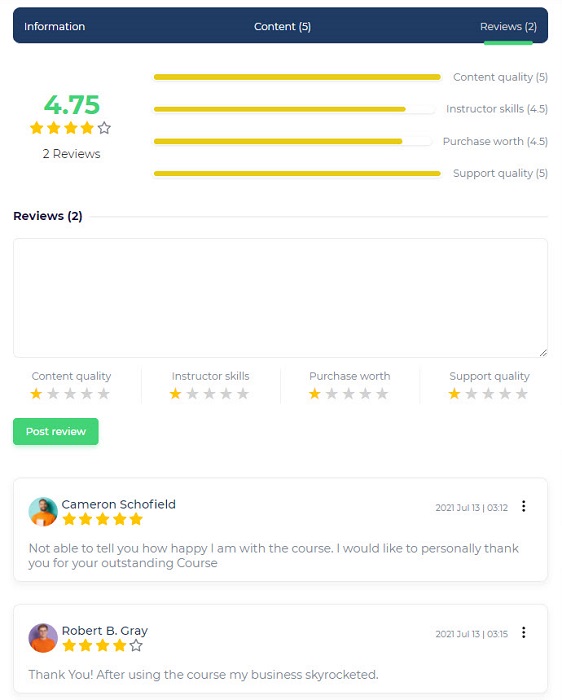 Information Content (5) Reviews (2)
4.75
2 Reviews
Content quality (5)
Instructor skills (4.5)
Purchase worth (4.5)
Support quality (5)
Reviews (2)
Content quality Instructor skills Purchase worth Support quality
Post review
Cameron Schofield 2021 Jul 13 | 03:12
Not able to tell you how happy I am with the course. I would like to personally thank
you for your outstanding Course
Robert B. Gray 2021 Jul 13 | 03:15
Thank You! After using the course my business skyrocketed.